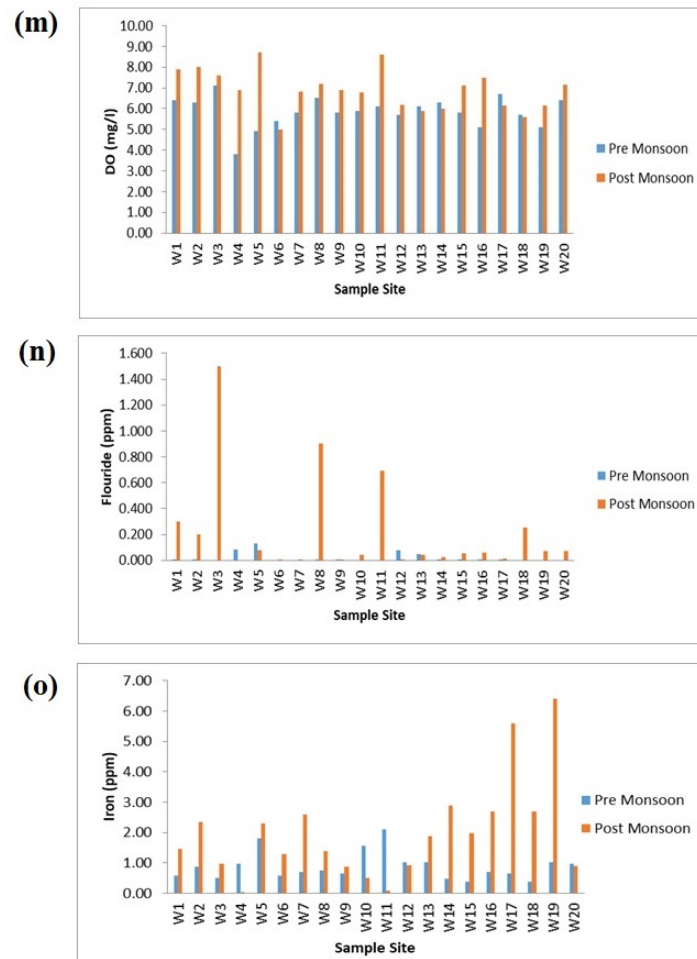 (m)
10.00
9.00
8.00
7.00
6.00
5.00
4.00
3.00
2.00
1.00
0.00
DO (mg/l)
W1 W2 W3 W4 W5 W6 W7 W8 W9 W10 W11 W12 W13 W14 W15 W16 W17 W18 W19 W20
Sample Site
Pre Monsoon
Post Monsoon
(n)
1.600
1.400
1.200
1.000
0.800
0.600
0.400
0.200
0.000
Flouride (ppm)
W1 W2 W3 W4 W5 W6 W7 W8 W9 W10 W11 W12 W13 W14 W15 W16 W17 W18 W19 W20
Sample Site
Pre Monsoon
Post Monsoon
(o)
7.00
6.00
5.00
4.00
3.00
2.00
1.00
0.00
Iron (ppm)
W1 W2 W3 W4 W5 W6 W7 W8 W9 W10 W11 W12 W13 W14 W15 W16 W17 W18 W19 W20
Sample Site
Pre Monsoon
Post Monsoon